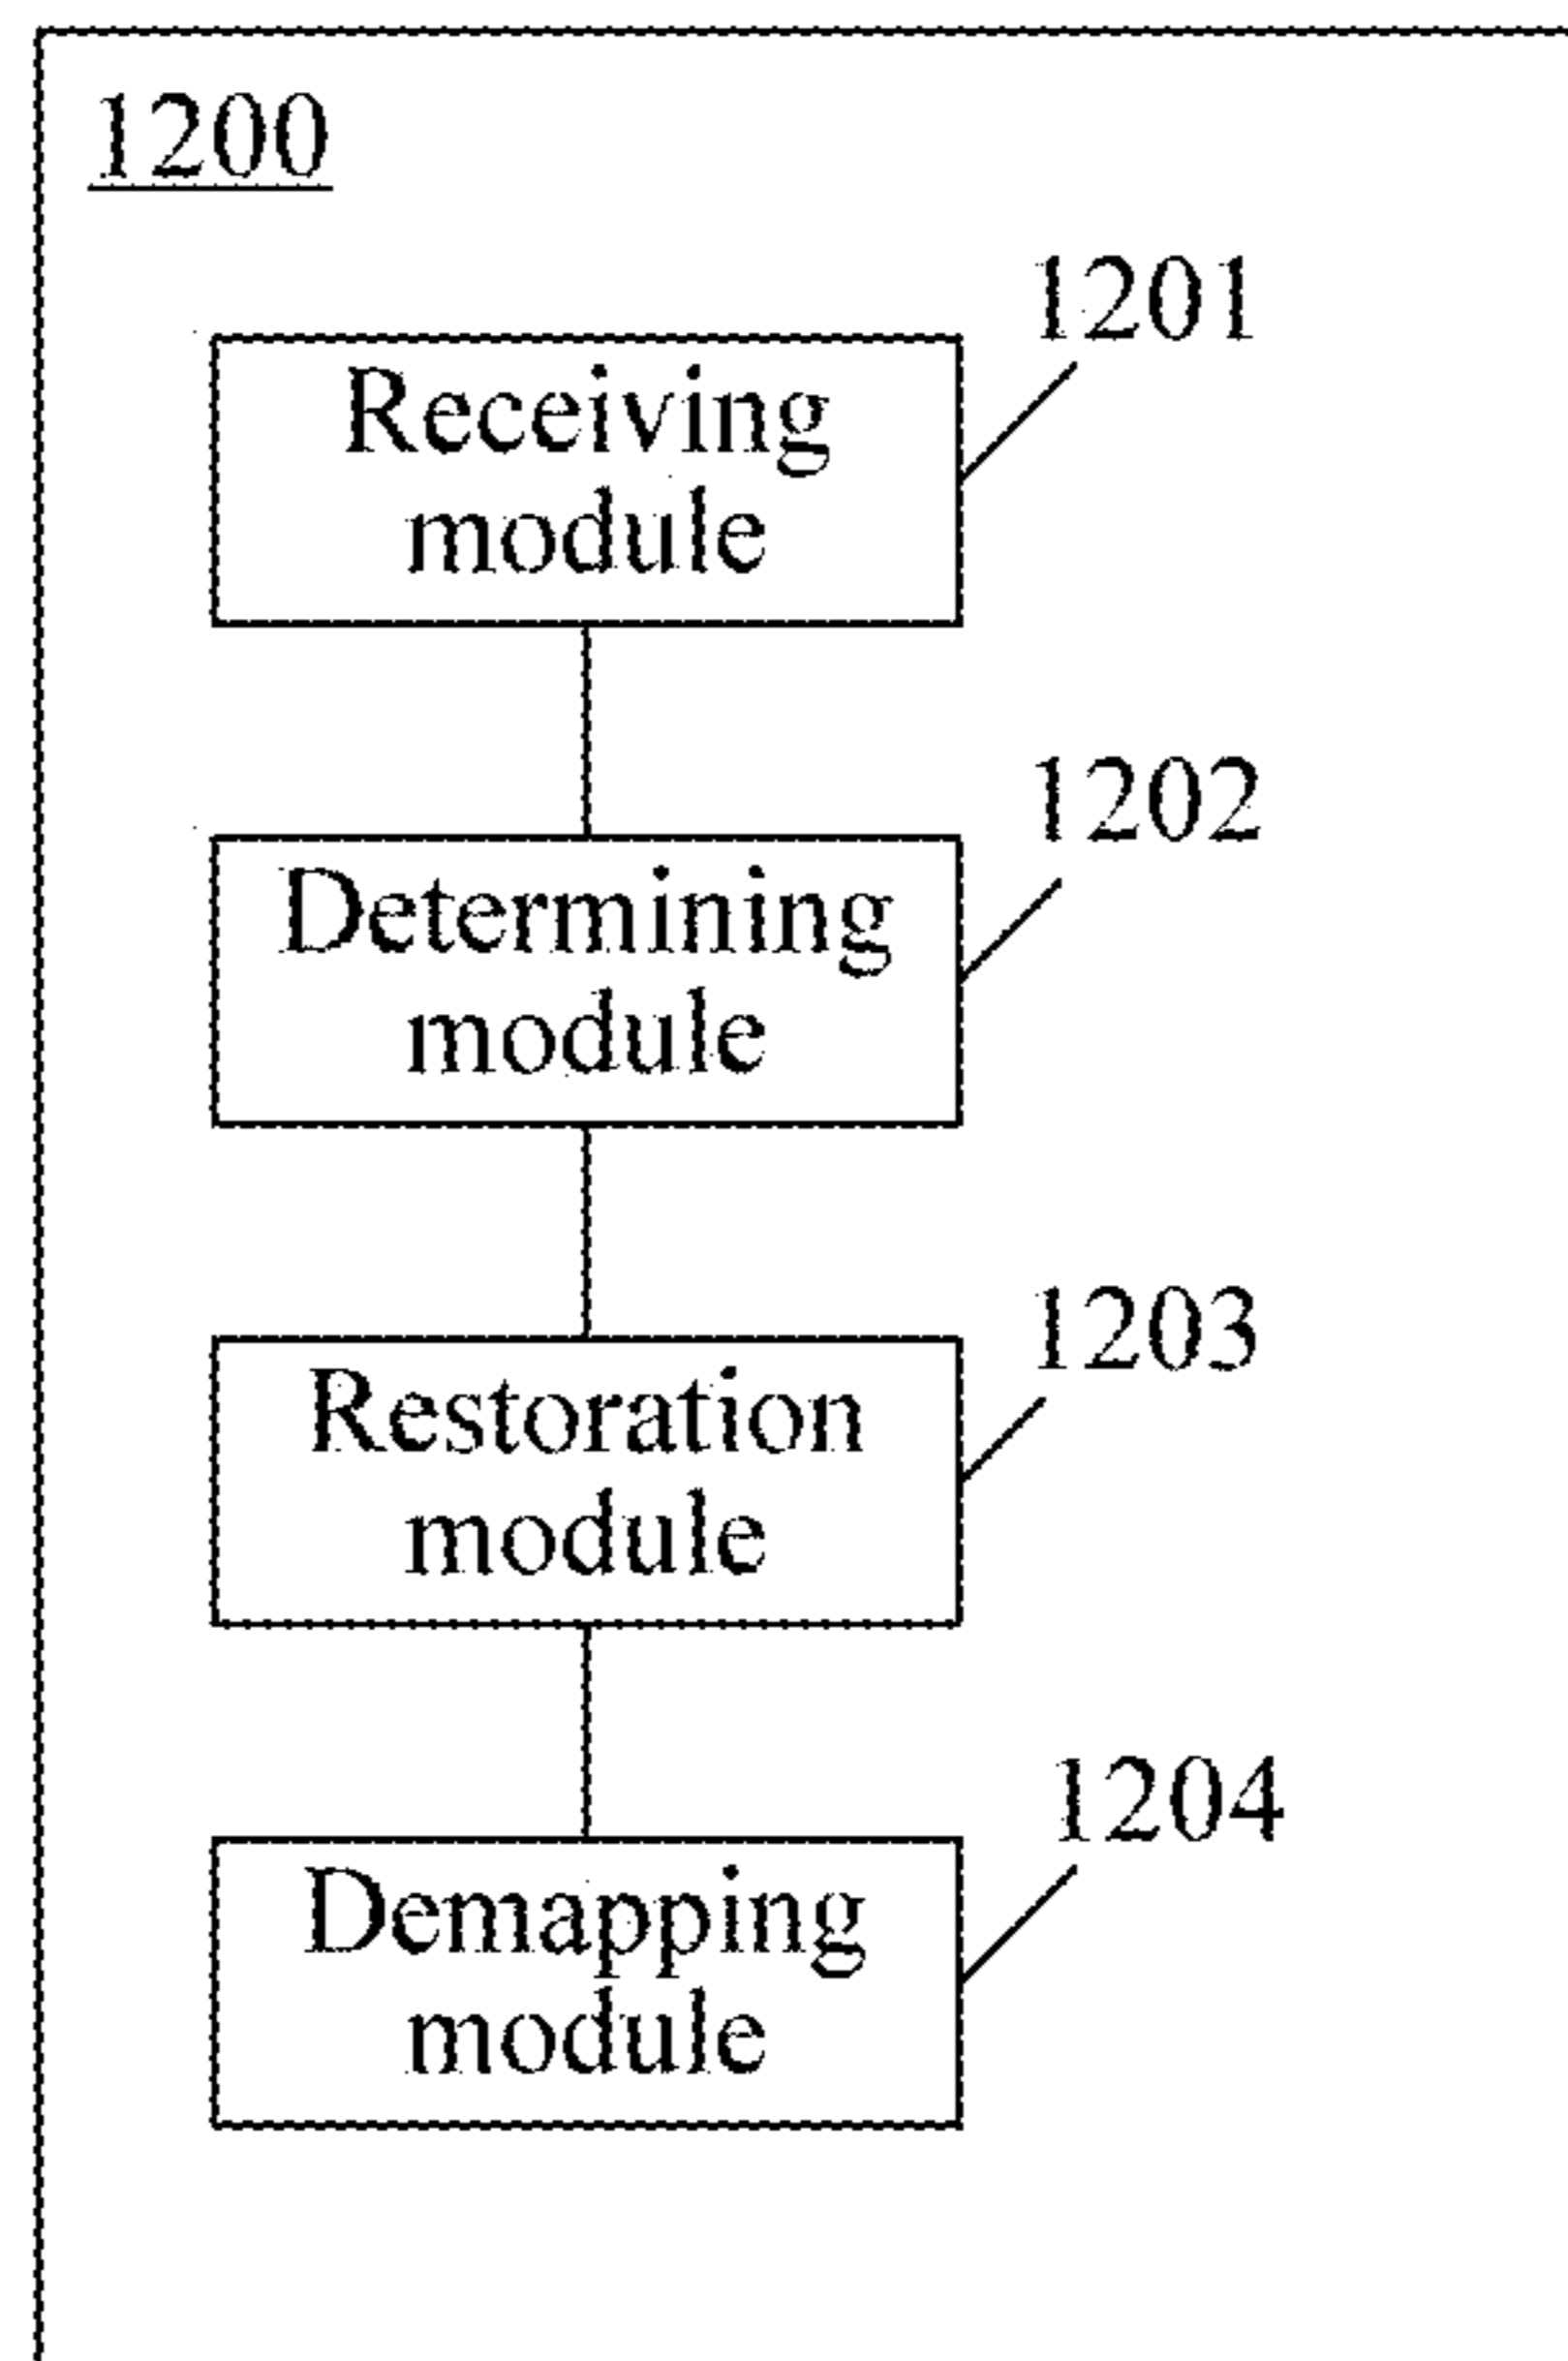 1200
1201
Receiving
module
1202
Determining
module
1203
Restoration
module
1204
Demapping
module